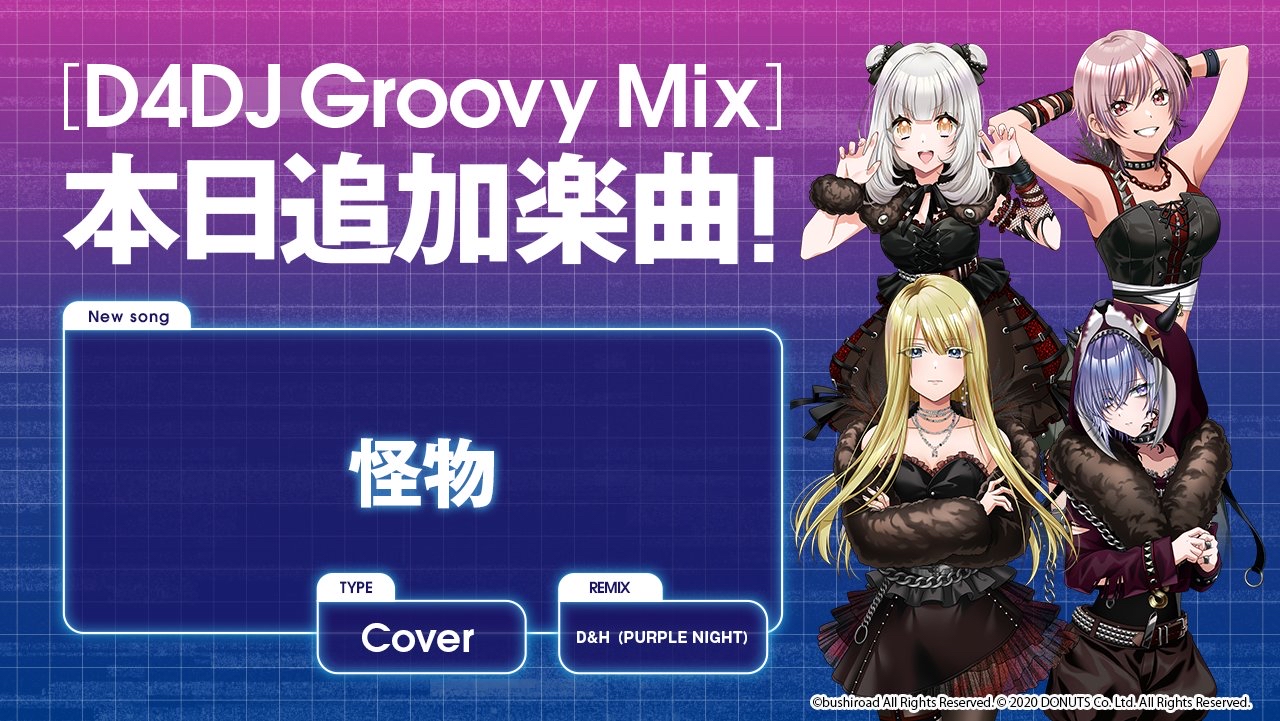 [D4DJ Groovy Mix]
本日追加楽曲!
New song
怪物
TYPE
Cover
REMIX
D&H (PURPLE NIGHT)
©bushiroad All Rights Reserved. © 2020 DONUTS Co. Ltd. All Rights Reserved.